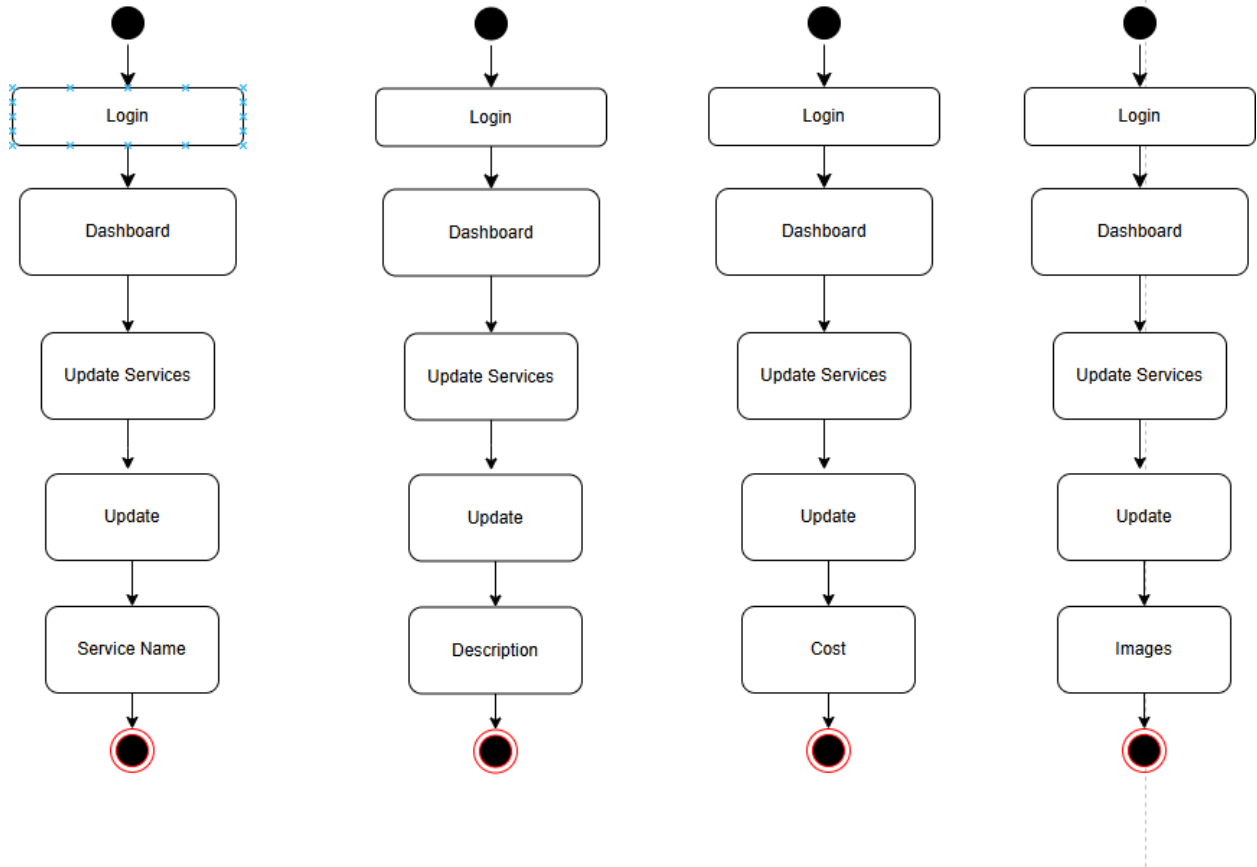 Login
Login
Login
Login
Dashboard
Dashboard
Dashboard
Dashboard
Update Services
Update Services
Update Services
Update Services
Update
Update
Update
Update
Service Name
Description
Cost
Images